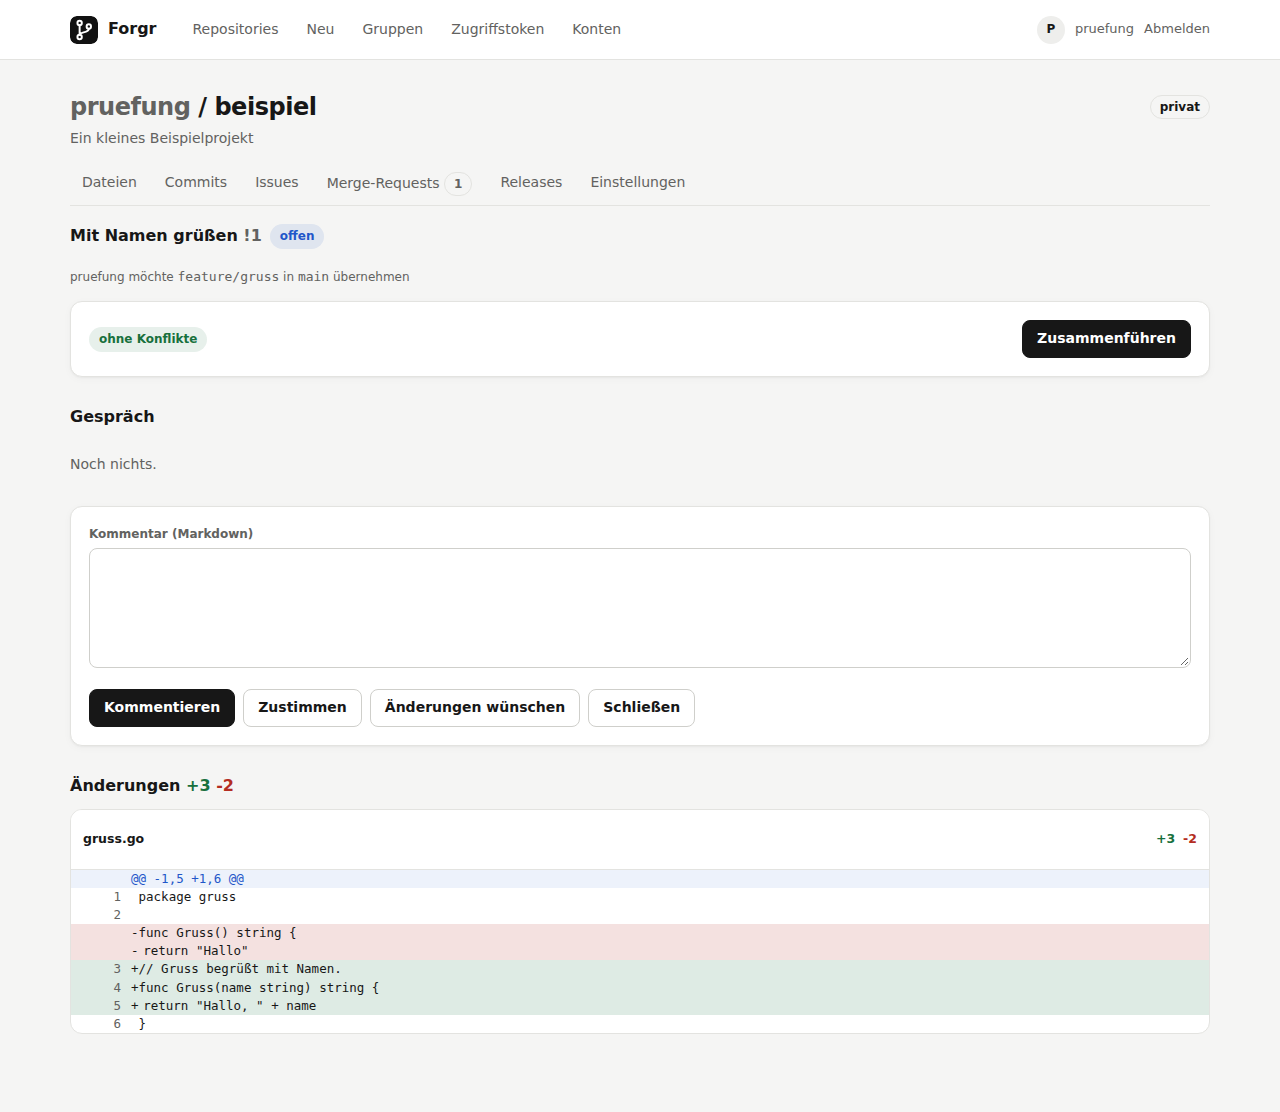 Forgr Repositories Neu Gruppen Zugriffstoken Konten P pruefung Abmelden
pruefung / beispiel privat
Ein kleines Beispielprojekt
Dateien Commits Issues Merge-Requests 1 Releases Einstellungen
Mit Namen grüßen !1 offen
pruefung möchte feature/gruss in main übernehmen
ohne Konflikte Zusammenführen
Gespräch
Noch nichts.
Kommentar (Markdown)
Kommentieren Zustimmen Änderungen wünschen Schließen
Änderungen +3 -2
gruss.go +3 -2
@@ -1,5 +1,6 @@
1 package gruss
2
-func Gruss() string {
- return "Hallo"
3 +// Gruss begrüßt mit Namen.
4 +func Gruss(name string) string {
5 + return "Hallo, " + name
6 }